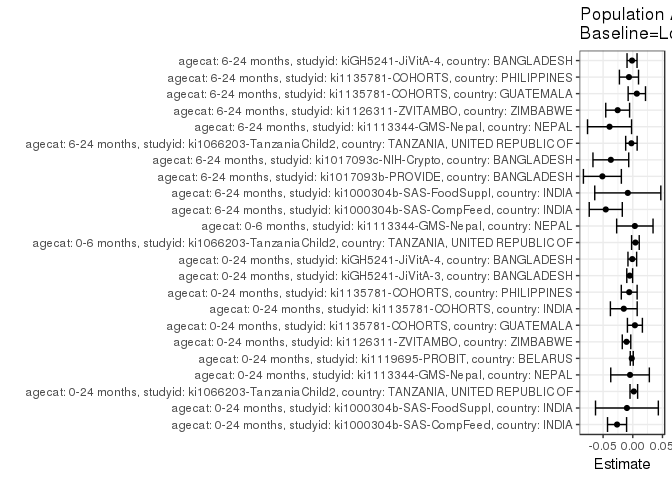 Population
Baseline=Lo
agecat: 6-24 months, studyid: kiGH5241-JiVitA-4, country: BANGLADESH
agecat: 6-24 months, studyid: ki1135781-COHORTS, country: PHILIPPINES
agecat: 6-24 months, studyid: ki1135781-COHORTS, country: GUATEMALA
agecat: 6-24 months, studyid: ki1126311-ZVITAMBO, country: ZIMBABWE
agecat: 6-24 months, studyid: ki1113344-GMS-Nepal, country: NEPAL
agecat: 6-24 months, studyid: ki1066203-TanzaniaChild2, country: TANZANIA, UNITED REPUBLIC OF
agecat: 6-24 months, studyid: ki1017093c-NIH-Crypto, country: BANGLADESH
agecat: 6-24 months, studyid: ki1017093b-PROVIDE, country: BANGLADESH
agecat: 6-24 months, studyid: ki1000304b-SAS-FoodSuppl, country: INDIA
agecat: 6-24 months, studyid: ki1000304b-SAS-CompFeed, country: INDIA
agecat: 0-6 months, studyid: ki1113344-GMS-Nepal, country: NEPAL
agecat: 0-6 months, studyid: ki1066203-TanzaniaChild2, country: TANZANIA, UNITED REPUBLIC OF
agecat: 0-24 months, studyid: kiGH5241-JiVitA-4, country: BANGLADESH
agecat: 0-24 months, studyid: kiGH5241-JiVitA-3, country: BANGLADESH
agecat: 0-24 months, studyid: ki1135781-COHORTS, country: PHILIPPINES
agecat: 0-24 months, studyid: ki1135781-COHORTS, country: INDIA
agecat: 0-24 months, studyid: ki1135781-COHORTS, country: GUATEMALA
agecat: 0-24 months, studyid: ki1126311-ZVITAMBO, country: ZIMBABWE
agecat: 0-24 months, studyid: ki1119695-PROBIT, country: BELARUS
agecat: 0-24 months, studyid: ki1113344-GMS-Nepal, country: NEPAL
agecat: 0-24 months, studyid: ki1066203-TanzaniaChild2, country: TANZANIA, UNITED REPUBLIC OF
agecat: 0-24 months, studyid: ki1000304b-SAS-FoodSuppl, country: INDIA
agecat: 0-24 months, studyid: ki1000304b-SAS-CompFeed, country: INDIA
-0.05 0.00 0.05
Estimate